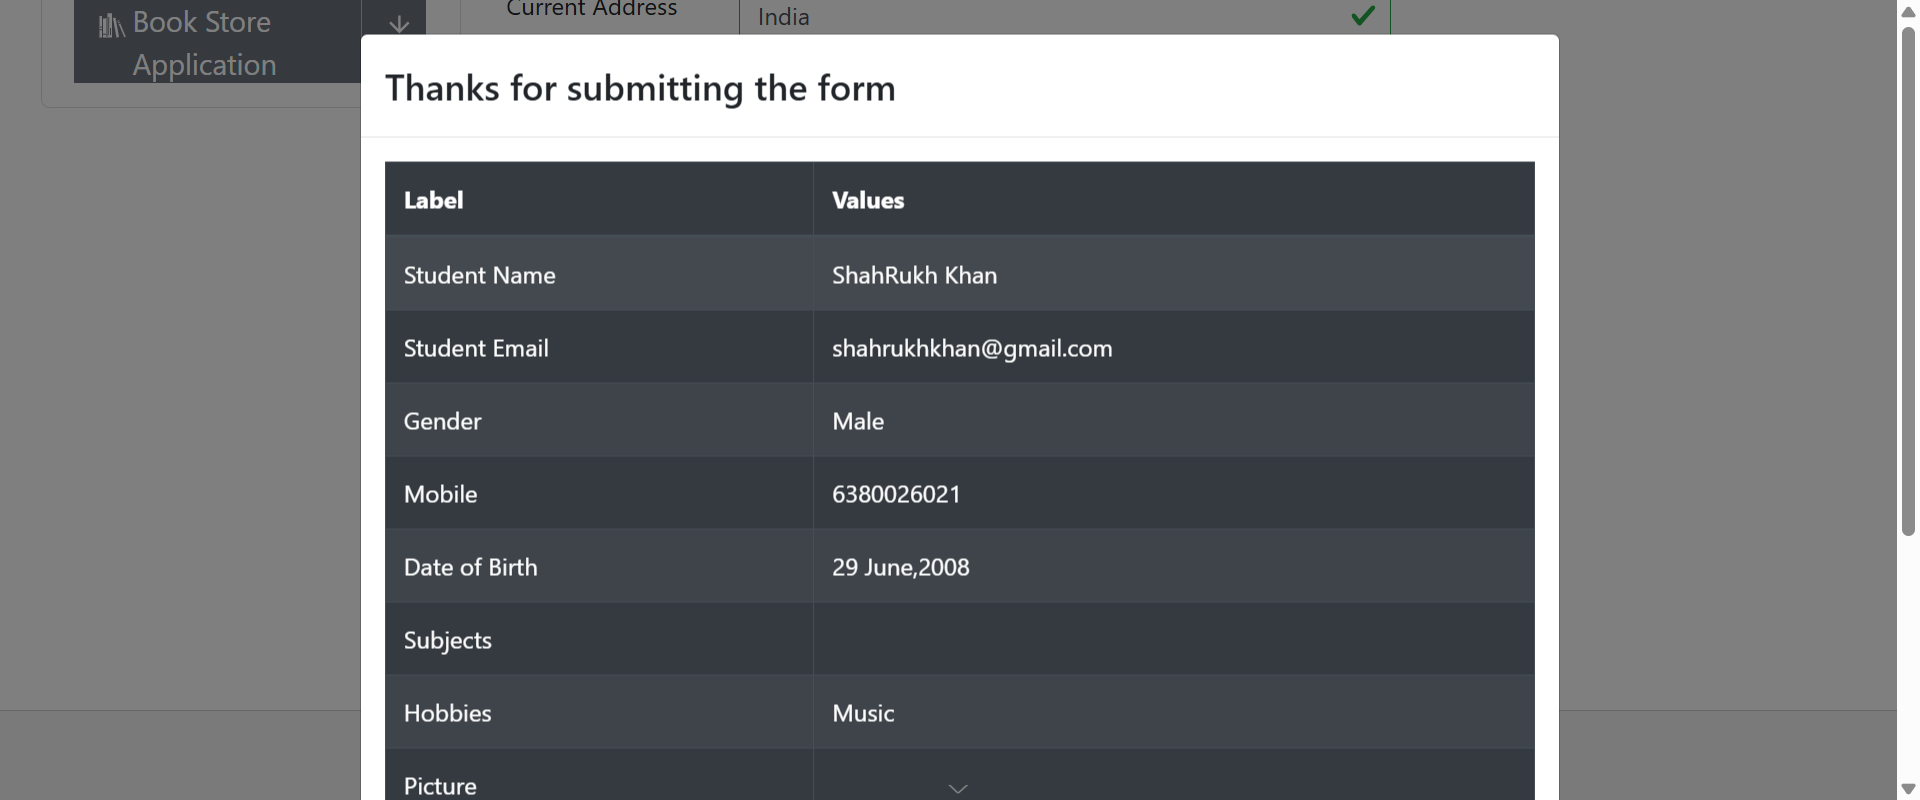 Book Store
Application
Current Address
India
Thanks for submitting the form
Label Values
Student Name ShahRukh Khan
Student Email shahrukhkhan@gmail.com
Gender Male
Mobile 6380026021
Date of Birth 29 June,2008
Subjects
Hobbies Music
Picture